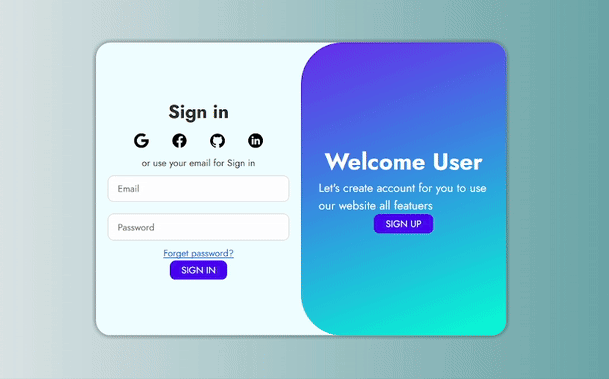 Sign in
or use your email for Sign in
Email
Password
Forget password?
SIGN IN
Welcome User
Let's create account for you to use
our website all featuers
SIGN UP